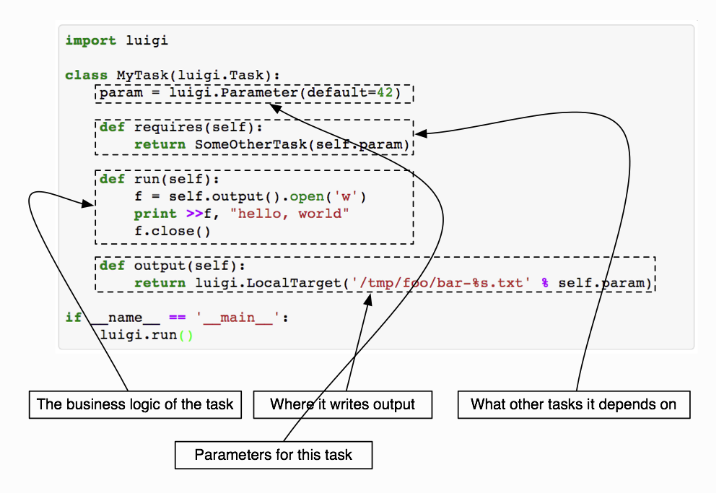 import luigi
class MyTask(luigi.Task):
param = luigi.Parameter(default=42)
def requires(self):
return SomeOtherTask(self.param)
def run(self):
f = self.output().open('w')
print >>f, "hello, world"
f.close()
def output(self):
return luigi.LocalTarget('/tmp/foo/bar-%s.txt' % self.param)
if __name__ == '__main__':
luigi.run()
The business logic of the task
Where it writes output
What other tasks it depends on
Parameters for this task